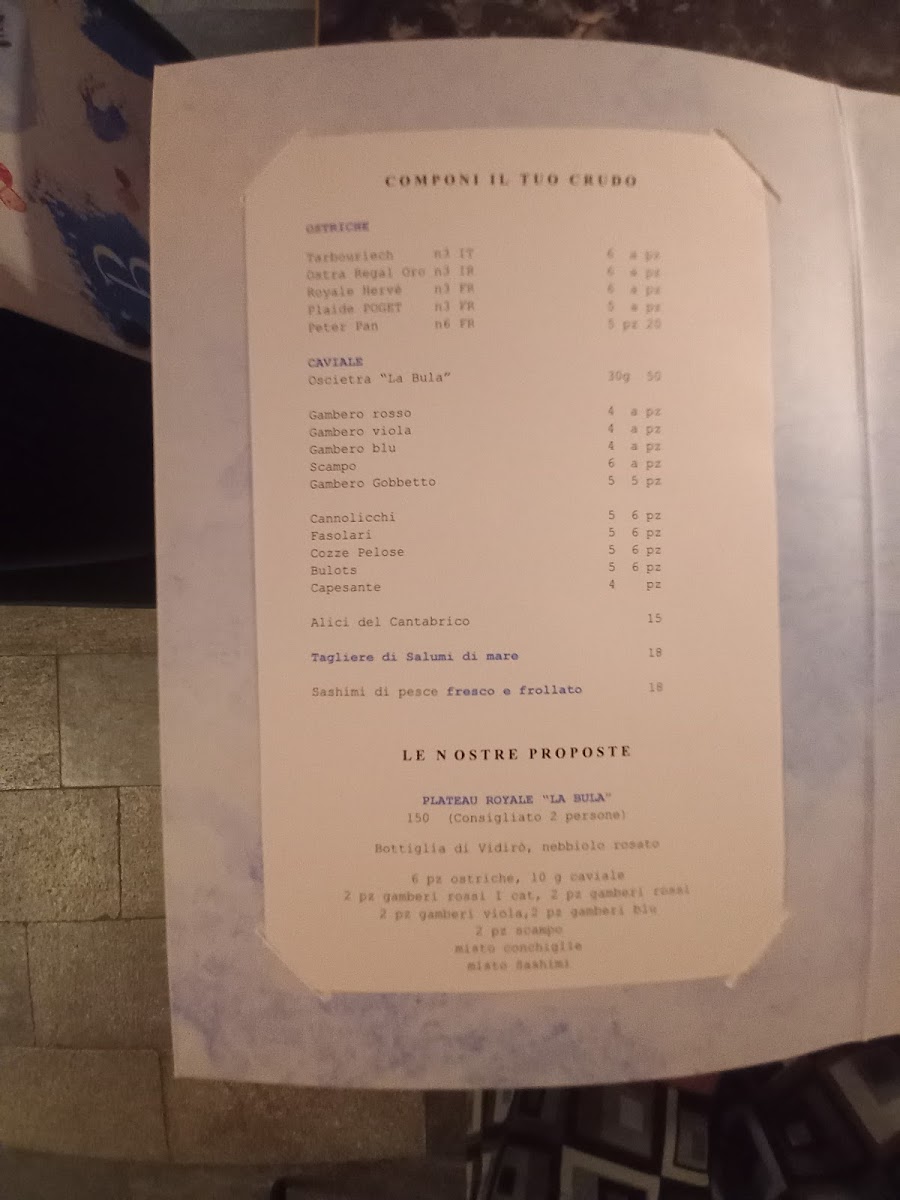 COMPONI IL TUO CRUDO
OSTRICHE
Tarbouriech n3 IT 6 a pz
Ostra Regal Oro n3 IR 6 a pz
Royale Hervé n3 FR 6 a pz
Plaide POGET n3 FR 5 a pz
Peter Pan n6 FR 5 pz 20
CAVIALE
Oscietra “La Bula” 30g 50
Gambero rosso 4 a pz
Gambero viola 4 a pz
Gambero blu 4 a pz
Scampo 6 a pz
Gambero Gobbetto 5 5 pz
Cannolicchi 5 6 pz
Fasolari 5 6 pz
Cozze Pelose 5 6 pz
Bulots 5 6 pz
Capesante 4 pz
Alici del Cantabrico 15
Tagliere di Salumi di mare 18
Sashimi di pesce fresco e frollato 18
LE NOSTRE PROPOSTE
PLATEAU ROYALE “LA BULA”
150 (Consigliato 2 persone)
Bottiglia di Vidirò, nebbiolo rosato
6 pz ostriche, 10 g caviale
2 pz gamberi rossi I cat, 2 pz gamberi rossi
2 pz gamberi viola,2 pz gamberi blu
2 pz scampo
misto conchiglie
misto Sashimi